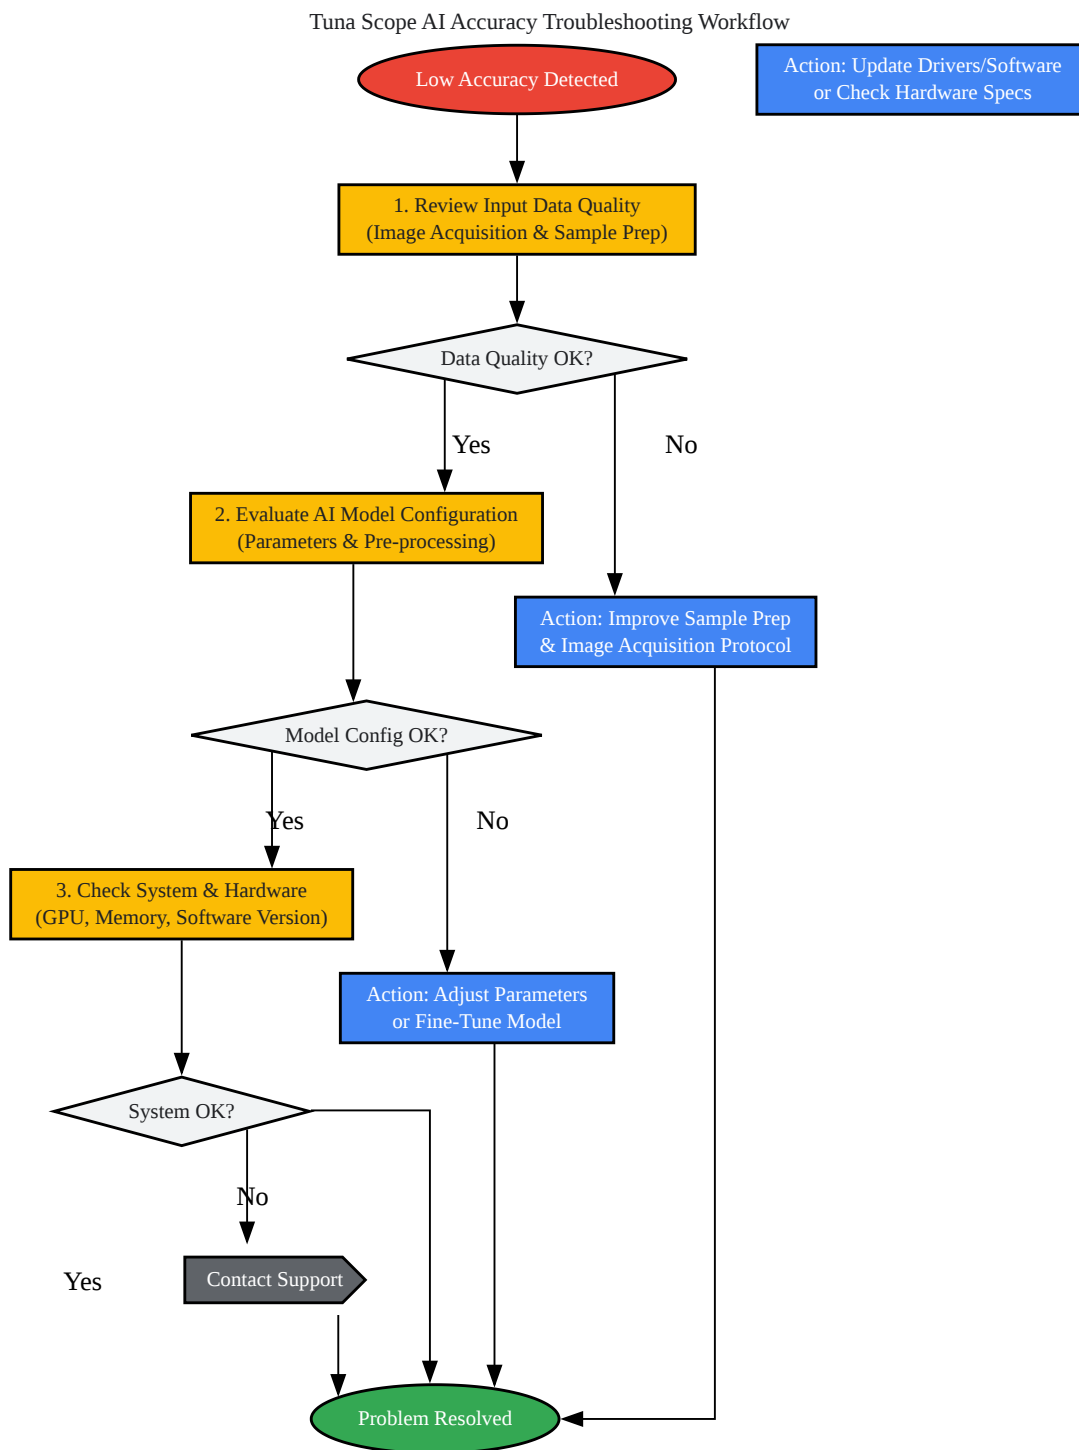 Tuna Scope AI Accuracy Troubleshooting Workflow
Low Accuracy Detected
Action: Update Drivers/Software
or Check Hardware Specs
1. Review Input Data Quality
(Image Acquisition & Sample Prep)
Data Quality OK?
Yes
No
2. Evaluate AI Model Configuration
(Parameters & Pre-processing)
Action: Improve Sample Prep
& Image Acquisition Protocol
Model Config OK?
Yes
No
3. Check System & Hardware
(GPU, Memory, Software Version)
Action: Adjust Parameters
or Fine-Tune Model
System OK?
No
Yes
Contact Support
Problem Resolved